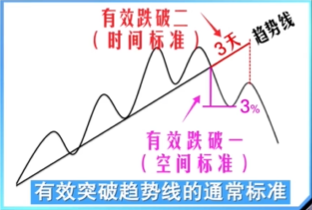 有效跌破二
(时间标准)
3天
趋势线
3%
有效跌破一
(空间标准)
有效突破趋势线的通常标准